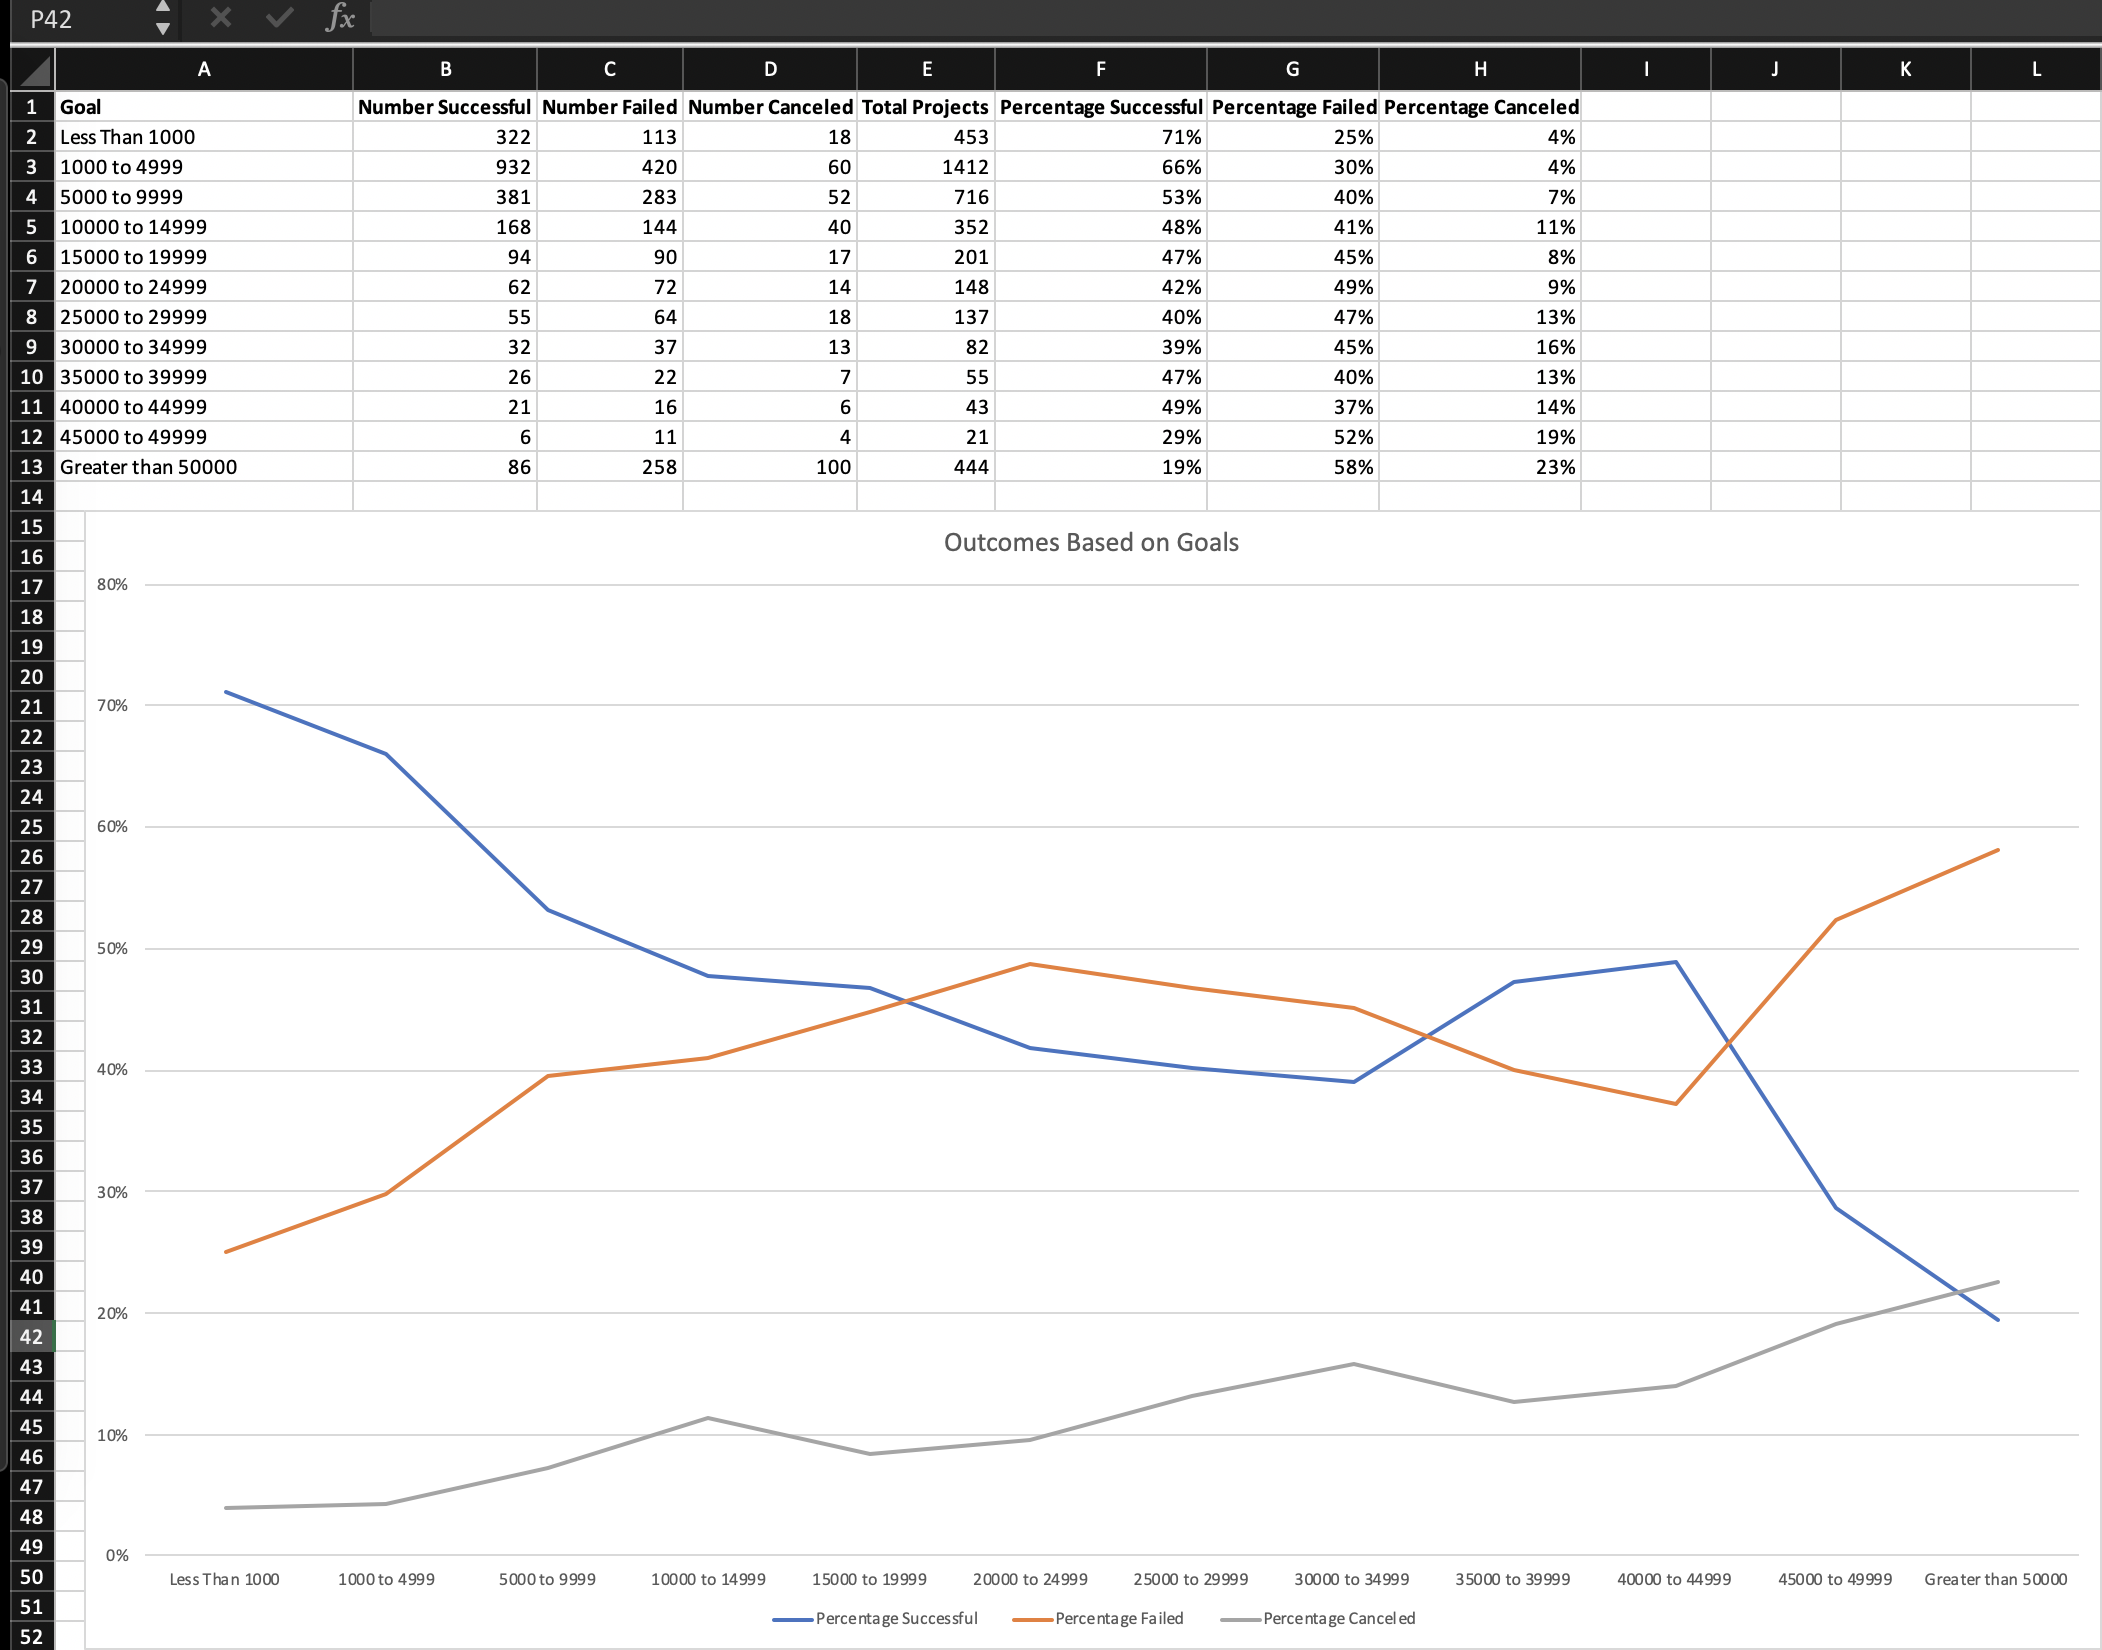 P42 fx
A B C D E F G H I J K L
1 Goal Number Successful Number Failed Number Canceled Total Projects Percentage Successful Percentage Failed Percentage Canceled
2 Less Than 1000 322 113 18 453 71% 25% 4%
3 1000 to 4999 932 420 60 1412 66% 30% 4%
4 5000 to 9999 381 283 52 716 53% 40% 7%
5 10000 to 14999 168 144 40 352 48% 41% 11%
6 15000 to 19999 94 90 17 201 47% 45% 8%
7 20000 to 24999 62 72 14 148 42% 49% 9%
8 25000 to 29999 55 64 18 137 40% 47% 13%
9 30000 to 34999 32 37 13 82 39% 45% 16%
10 35000 to 39999 26 22 7 55 47% 40% 13%
11 40000 to 44999 21 16 6 43 49% 37% 14%
12 45000 to 49999 6 11 4 21 29% 52% 19%
13 Greater than 50000 86 258 100 444 19% 58% 23%
14
15
16 Outcomes Based on Goals
17 80%
18
19
20
21 70%
22
23
24
25 60%
26
27
28
29 50%
30
31
32
33 40%
34
35
36
37 30%
38
39
40
41 20%
42
43
44
45 10%
46
47
48
49 0%
50 Less Than 1000 1000 to 4999 5000 to 9999 10000 to 14999 15000 to 19999 20000 to 24999 25000 to 29999 30000 to 34999 35000 to 39999 40000 to 44999 45000 to 49999 Greater than 50000
51 Percentage Successful Percentage Failed Percentage Canceled
52